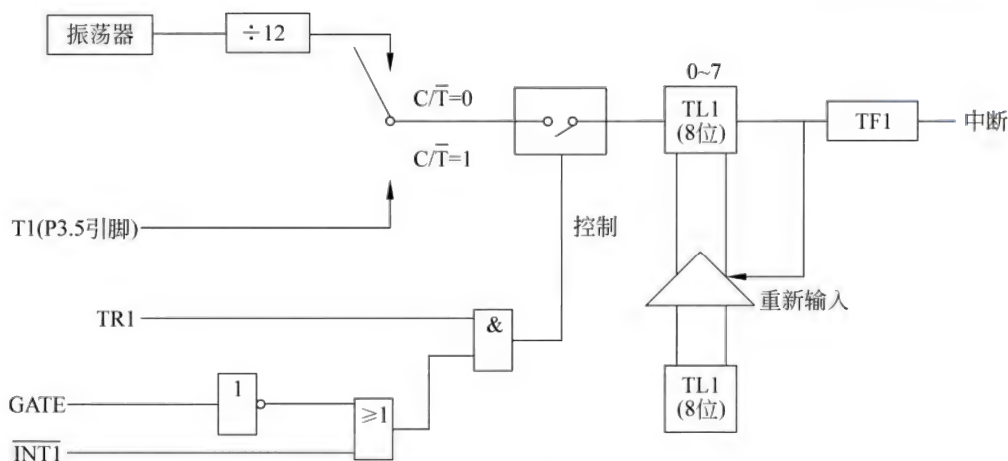 振荡器
÷12
C/T̅=0
C/T̅=1
0~7
TL1
(8位)
TF1
中断
T1(P3.5引脚)
控制
重新输入
TR1
&
TL1
(8位)
GATE
1
≥1
I̅N̅T̅1̅